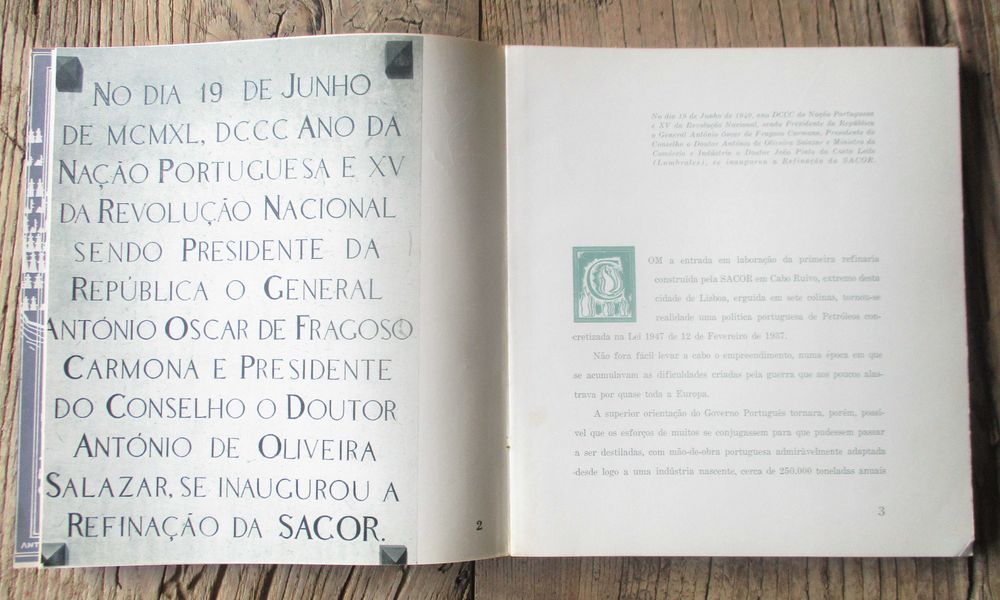 No dia 19 de Junho
de MCMXL, DCCC Ano da
Nação Portuguesa e XV
da Revolução Nacional
sendo Presidente da
República o General
António Oscar de Fragoso
Carmona e Presidente
do Conselho o Doutor
António de Oliveira
Salazar, se inaugurou a
Refinação da SACOR.
2
ANT
No dia 19 de Junho de 1940, ano DCCC da Nação Portuguesa
e XV da Revolução Nacional, sendo Presidente da República
o General António Oscar de Fragoso Carmona, Presidente do
Conselho o Doutor António de Oliveira Salazar e Ministro do
Comércio e Indústria o Doutor João Pinto da Costa Leite
(Lumbrales), se inaugurou a Refinação da SACOR.
COM a entrada em laboração da primeira refinaria
construída pela SACOR em Cabo Ruivo, extremo desta
cidade de Lisboa, erguida em sete colinas, tornou-se
realidade uma política portuguesa de Petróleos con-
cretizada na Lei 1947 de 12 de Fevereiro de 1937.
Não fora fácil levar a cabo o empreendimento, numa época em que
se acumulavam as dificuldades criadas pela guerra que aos poucos alas-
trava por quase toda a Europa.
A superior orientação do Governo Português tornara, porém, possí-
vel que os esforços de muitos se conjugassem para que pudessem passar
a ser destiladas, com mão-de-obra portuguesa admiràvelmente adaptada
desde logo a uma indústria nascente, cerca de 250.000 toneladas anuais
3